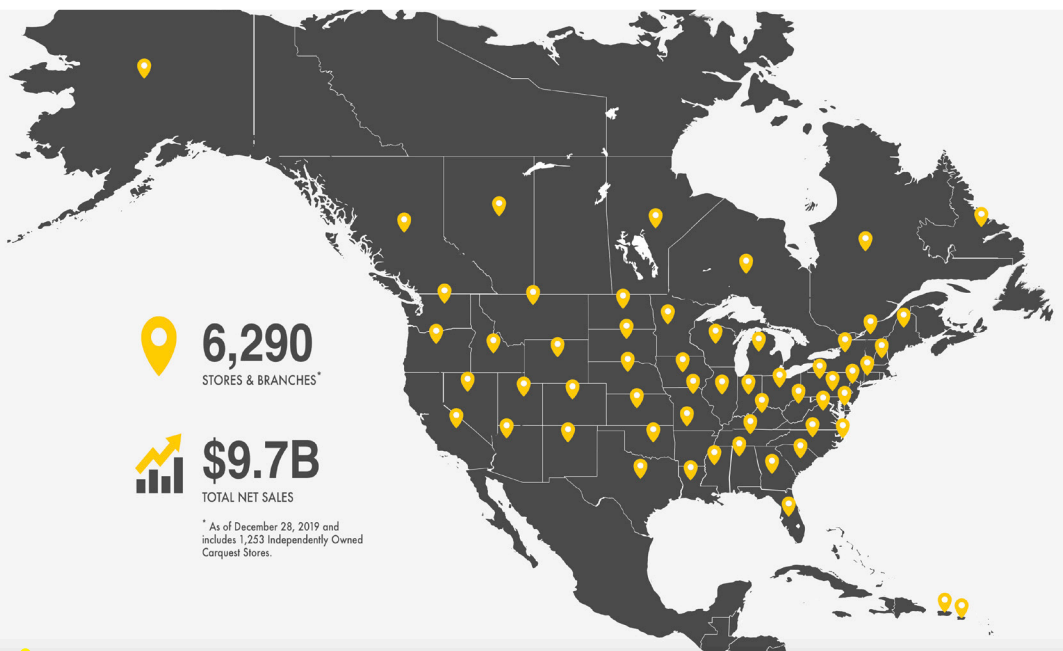 6,290
STORES & BRANCHES*
$9.7B
TOTAL NET SALES
* As of December 28, 2019 and
includes 1,253 Independently Owned
Carquest Stores.